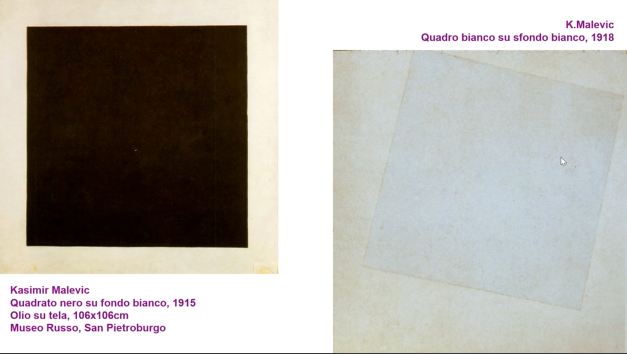 K.Malevic
Quadro bianco su sfondo bianco, 1918
Kasimir Malevic
Quadrato nero su fondo bianco, 1915
Olio su tela, 106x106cm
Museo Russo, San Pietroburgo